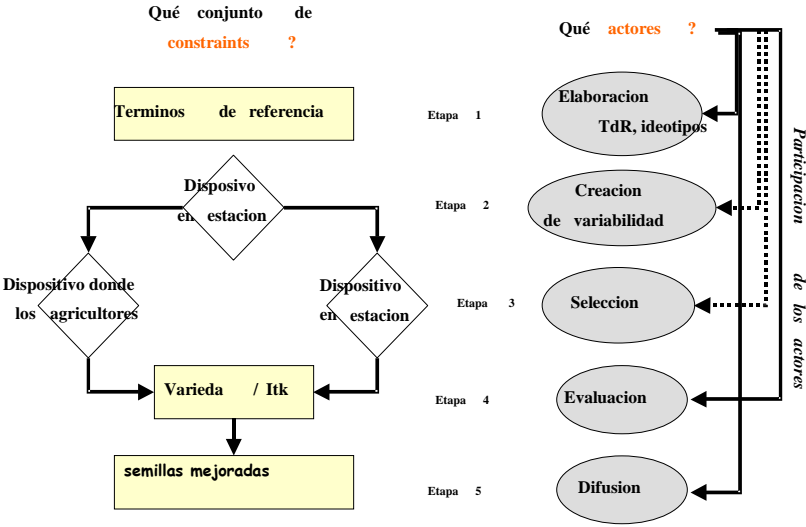 Qué conjunto de
constraints ?
Qué actores ?
Terminos de referencia
Etapa 1
Elaboracion
TdR, ideotipos
Disposivo
en estacion
Etapa 2
Creacion
de variabilidad
Dispositivo donde
los agricultores
Dispositivo
en estacion
Etapa 3
Seleccion
Varieda / Itk
Etapa 4
Evaluacion
semillas mejoradas
Etapa 5
Difusion
Participacion de los actores